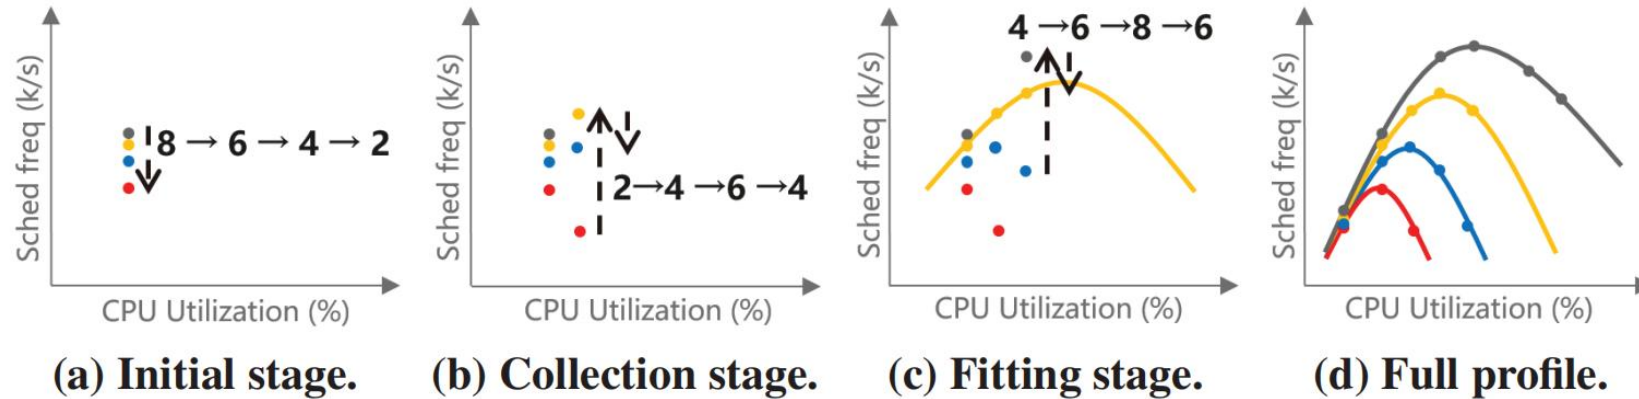 Sched freq (k/s)
8 → 6 → 4 → 2
CPU Utilization (%)
(a) Initial stage.
Sched freq (k/s)
2→4 →6 →4
CPU Utilization (%)
(b) Collection stage.
Sched freq (k/s)
4 →6 →8 →6
CPU Utilization (%)
(c) Fitting stage.
Sched freq (k/s)
CPU Utilization (%)
(d) Full profile.